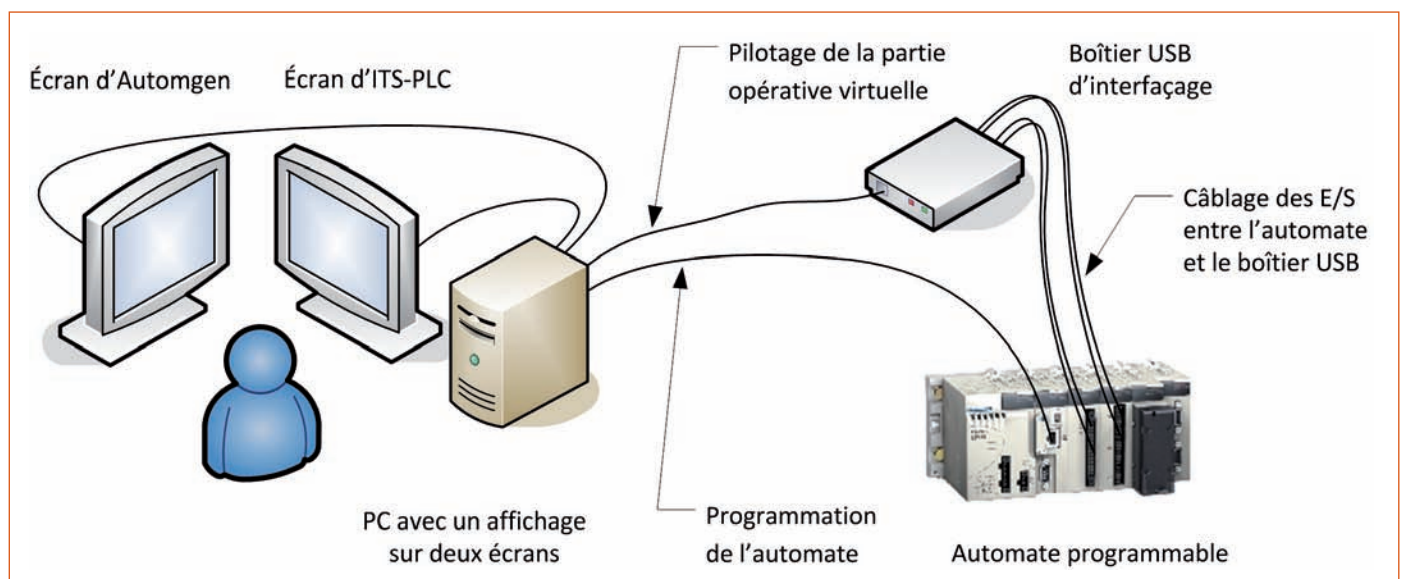 Écran d'Automgen
Écran d'ITS-PLC
Pilotage de la partie
opérative virtuelle
Boîtier USB
d'interfaçage
Câblage des E/S
entre l'automate
et le boîtier USB
PC avec un affichage
sur deux écrans
Programmation
de l'automate
Automate programmable